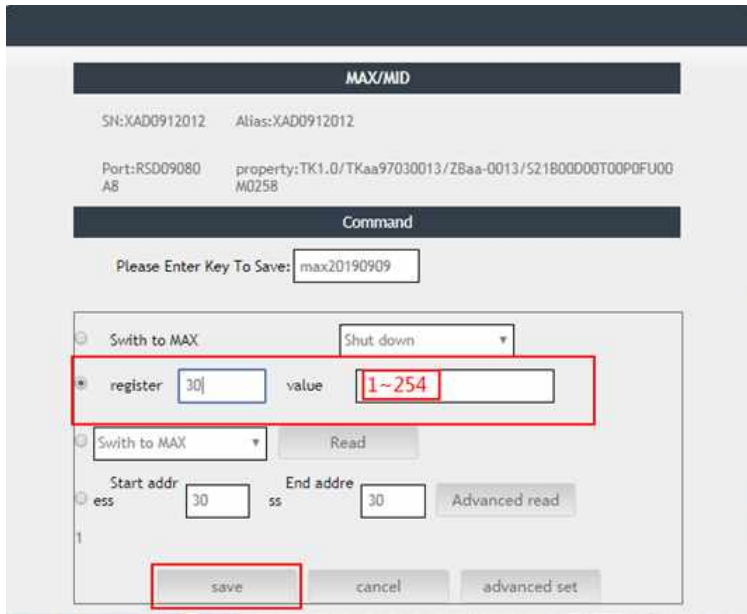 MAX/MID
SN:XAD0912012 Alias:XAD0912012
Port:RSD09080 property:TK1.0/TKaa97030013/ZBaa-0013/S21B00D00T00P0FU00
A8 M0258
Command
Please Enter Key To Save: max20190909
Swith to MAX Shut down
register 30 value 1~254
Swith to MAX Read
Start addr End addre
ess 30 ss 30 Advanced read
1
save cancel advanced set